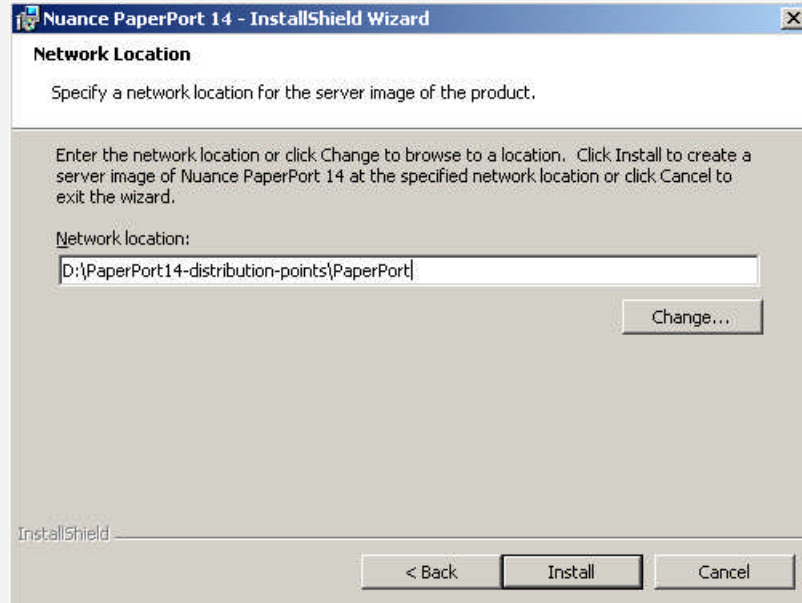 Nuance PaperPort 14 - InstallShield Wizard
Network Location
Specify a network location for the server image of the product.
Enter the network location or click Change to browse to a location. Click Install to create a
server image of Nuance PaperPort 14 at the specified network location or click Cancel to
exit the wizard.
Network location:
D:\PaperPort14-distribution-points\PaperPort
Change...
InstallShield
< Back Install Cancel